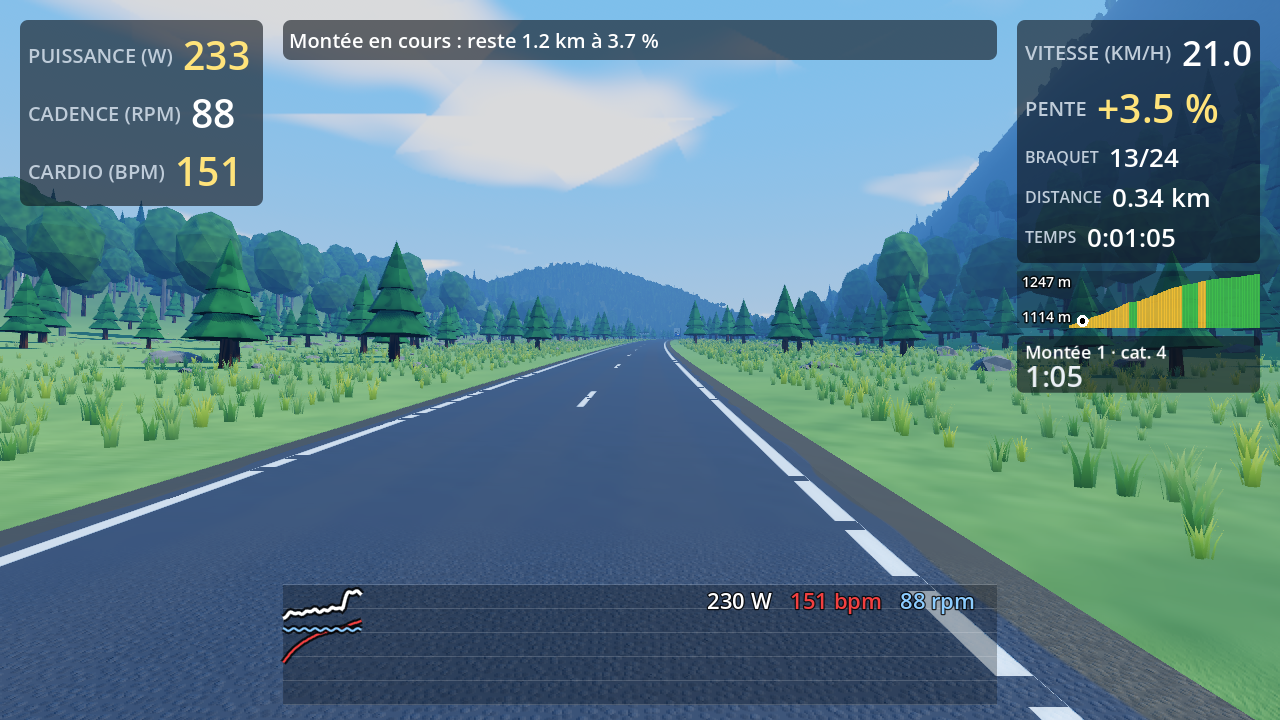 PUISSANCE (W) 233
CADENCE (RPM) 88
CARDIO (BPM) 151
Montée en cours : reste 1.2 km à 3.7 %
VITESSE (KM/H) 21.0
PENTE +3.5 %
BRAQUET 13/24
DISTANCE 0.34 km
TEMPS 0:01:05
1247 m
1114 m
Montée 1 · cat. 4
1:05
230 W 151 bpm 88 rpm